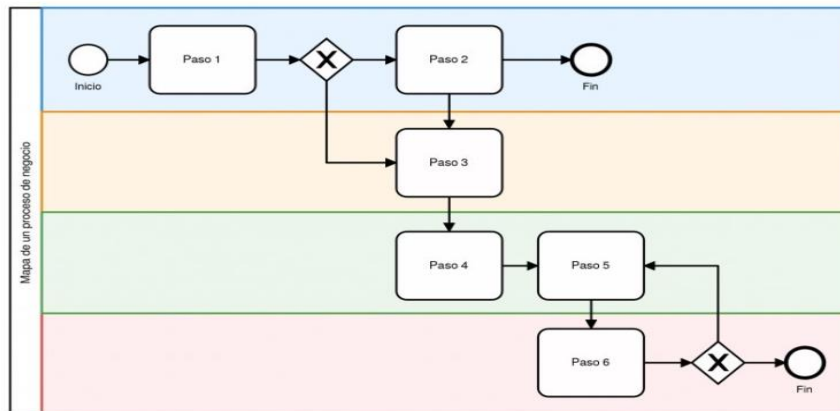 Mapa de un proceso de negocio
Inicio
Paso 1
Paso 2
Fin
Paso 3
Paso 4
Paso 5
Paso 6
Fin